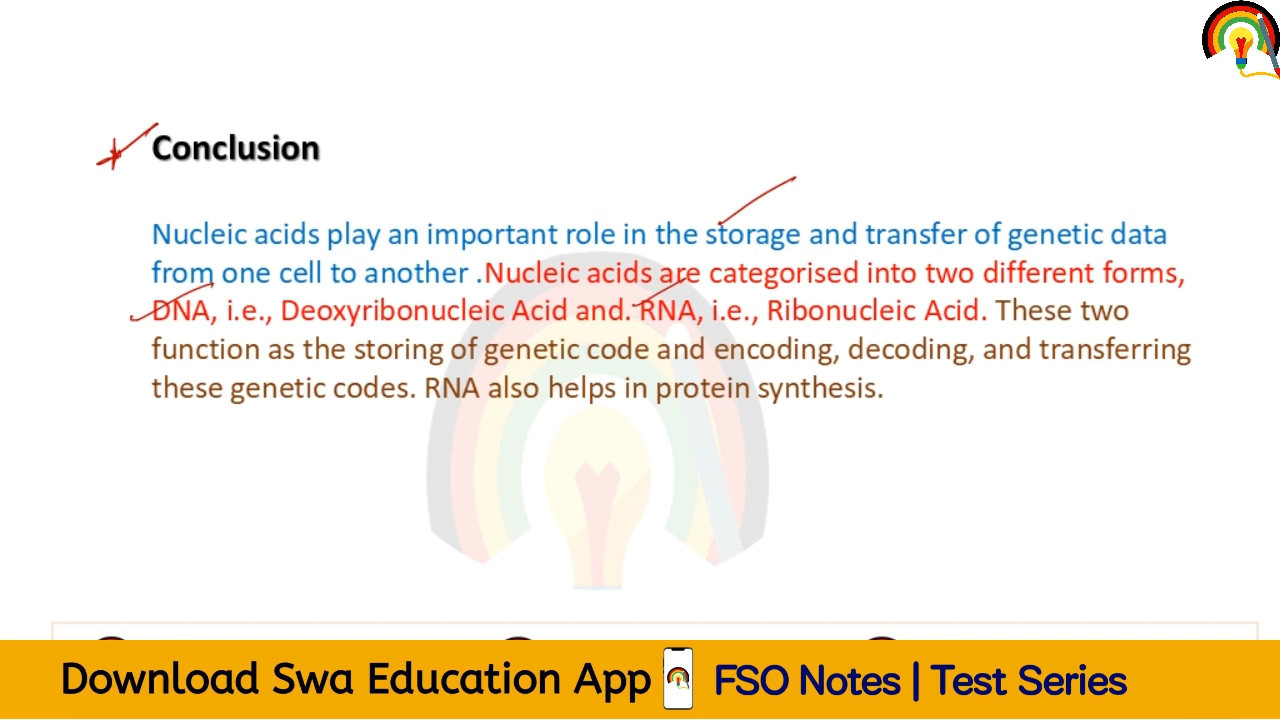 Conclusion
Nucleic acids play an important role in the storage and transfer of genetic data
from one cell to another .Nucleic acids are categorised into two different forms,
DNA, i.e., Deoxyribonucleic Acid and. RNA, i.e., Ribonucleic Acid. These two
function as the storing of genetic code and encoding, decoding, and transferring
these genetic codes. RNA also helps in protein synthesis.
Download Swa Education App FSO Notes | Test Series